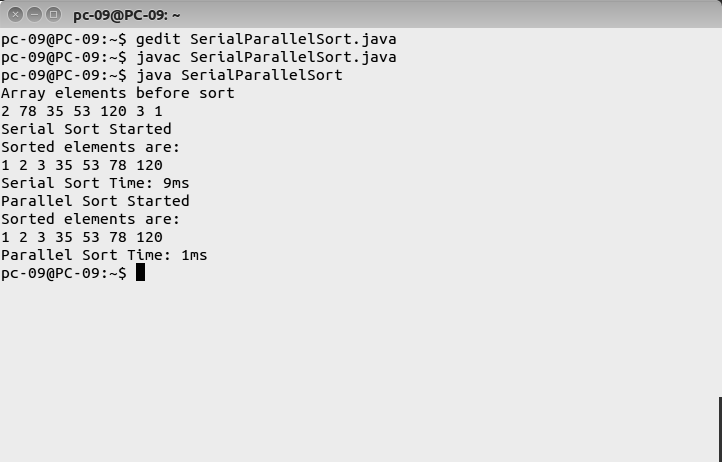 pc-09@PC-09: ~
pc-09@PC-09:~$ gedit SerialParallelSort.java
pc-09@PC-09:~$ javac SerialParallelSort.java
pc-09@PC-09:~$ java SerialParallelSort
Array elements before sort
2 78 35 53 120 3 1
Serial Sort Started
Sorted elements are:
1 2 3 35 53 78 120
Serial Sort Time: 9ms
Parallel Sort Started
Sorted elements are:
1 2 3 35 53 78 120
Parallel Sort Time: 1ms
pc-09@PC-09:~$